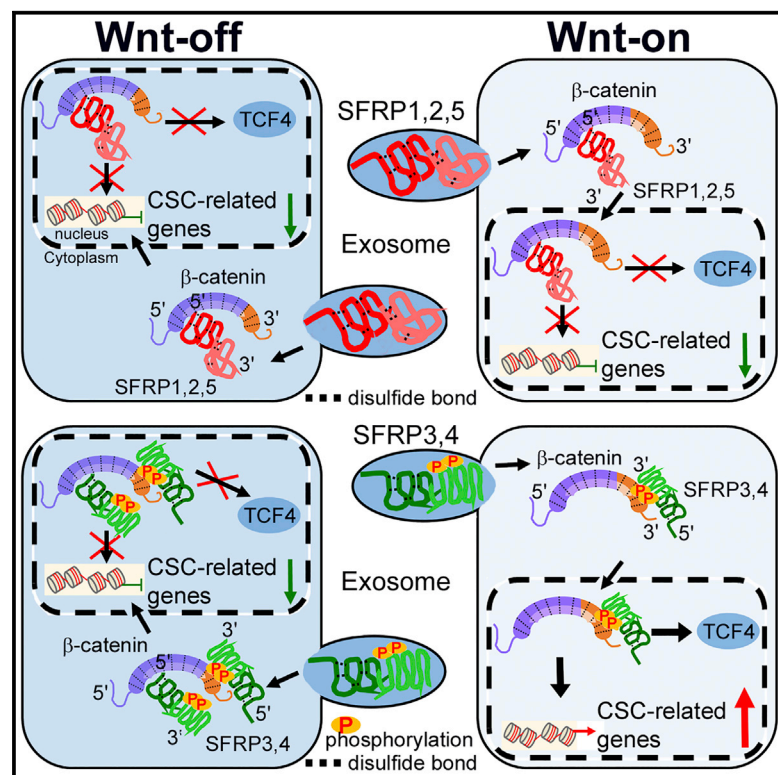 Wnt-off
Wnt-on
TCF4
CSC-related
genes
nucleus
Cytoplasm
β-catenin
5'
5'
3'
3'
SFRP1,2,5
SFRP1,2,5
Exosome
disulfide bond
β-catenin
5'
5'
3'
3'
SFRP1,2,5
TCF4
CSC-related
genes
P
P
P
P
TCF4
CSC-related
genes
β-catenin
3'
5'
5'
P
P
P
P
5'
3'
SFRP3,4
SFRP3,4
P
P
Exosome
P
P
P
phosphorylation
disulfide bond
β-catenin
3'
5'
SFRP3,4
P
P
3'
5'
P
P
TCF4
CSC-related
genes